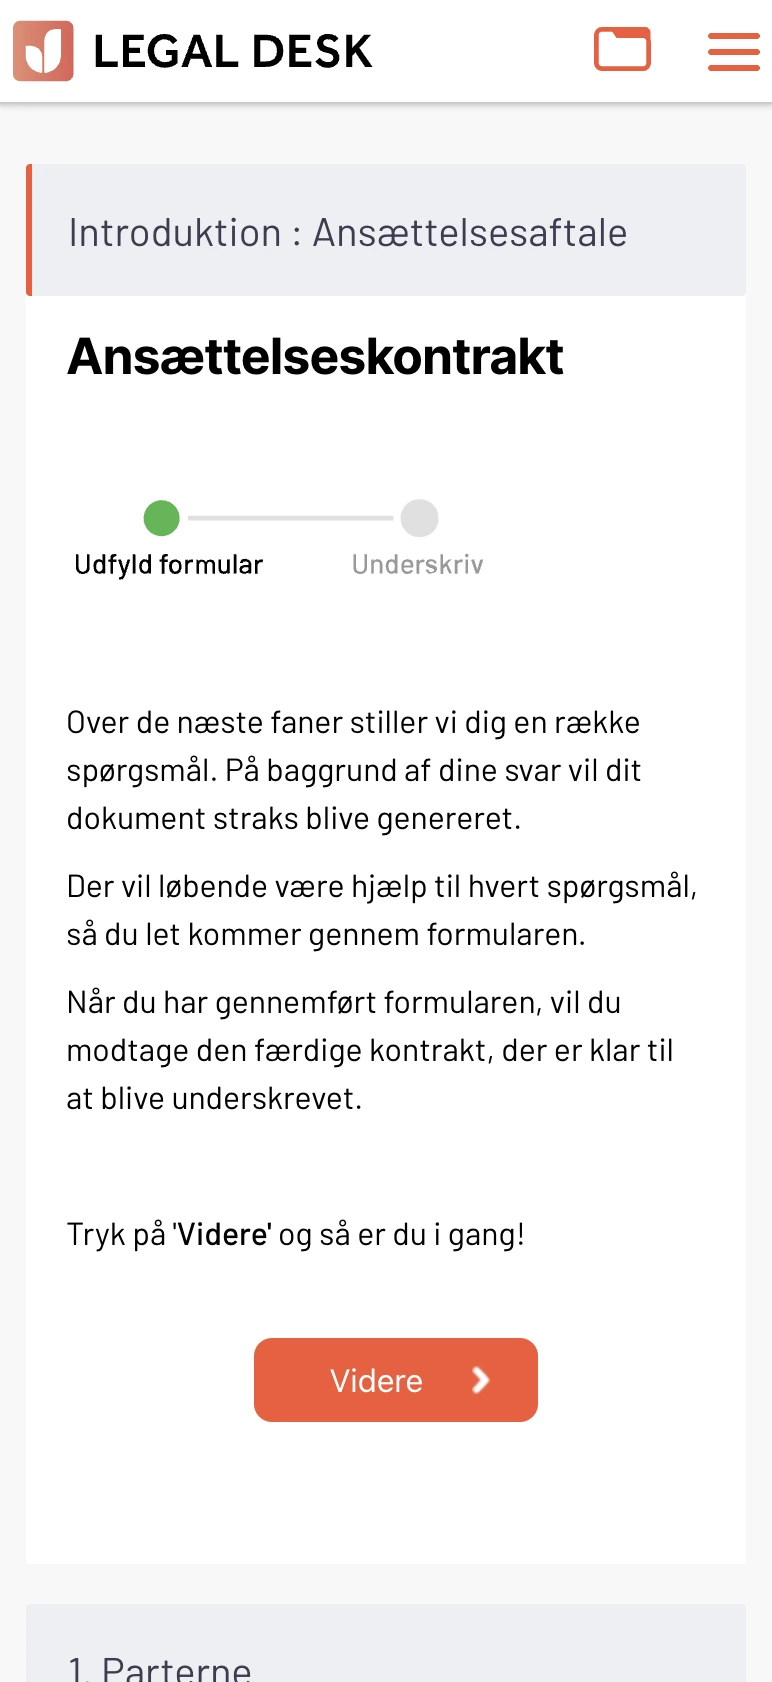 LEGAL DESK
Introduktion : Ansættelsesaftale
Ansættelseskontrakt
Udfyld formular
Underskriv
Over de næste faner stiller vi dig en række
spørgsmål. På baggrund af dine svar vil dit
dokument straks blive genereret.
Der vil løbende være hjælp til hvert spørgsmål,
så du let kommer gennem formularen.
Når du har gennemført formularen, vil du
modtage den færdige kontrakt, der er klar til
at blive underskrevet.
Tryk på 'Videre' og så er du i gang!
Videre
1. Parterne